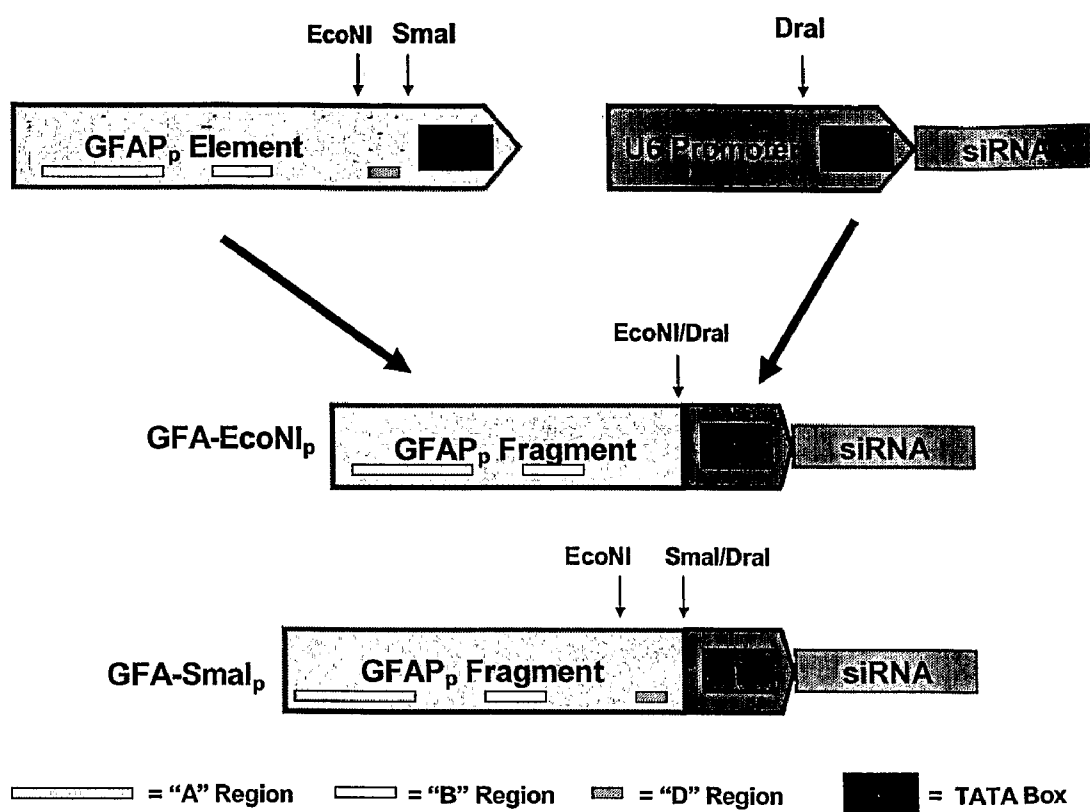 EcoNI SmaI
DraI
GFAPp Element
U6 Promoter
siRNA
EcoNI/DraI
GFA-EcoNIp
GFAPp Fragment
siRNA
EcoNI
SmaI/DraI
GFA-SmaIp
GFAPp Fragment
siRNA
= "A" Region
= "B" Region
= "D" Region
= TATA Box